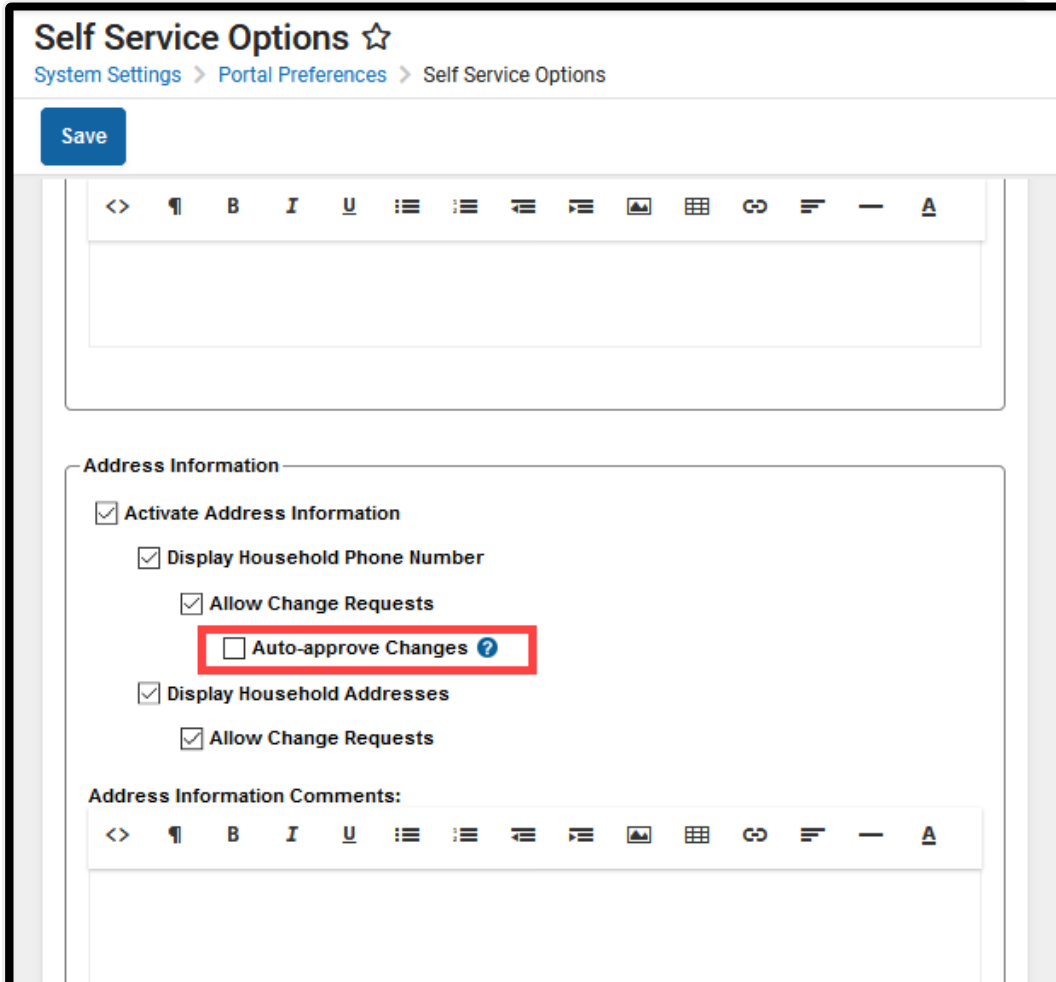 Self Service Options
System Settings > Portal Preferences > Self Service Options
Save
<> ¶ B I U A
Address Information
Activate Address Information
Display Household Phone Number
Allow Change Requests
Auto-approve Changes ?
Display Household Addresses
Allow Change Requests
Address Information Comments:
<> ¶ B I U A